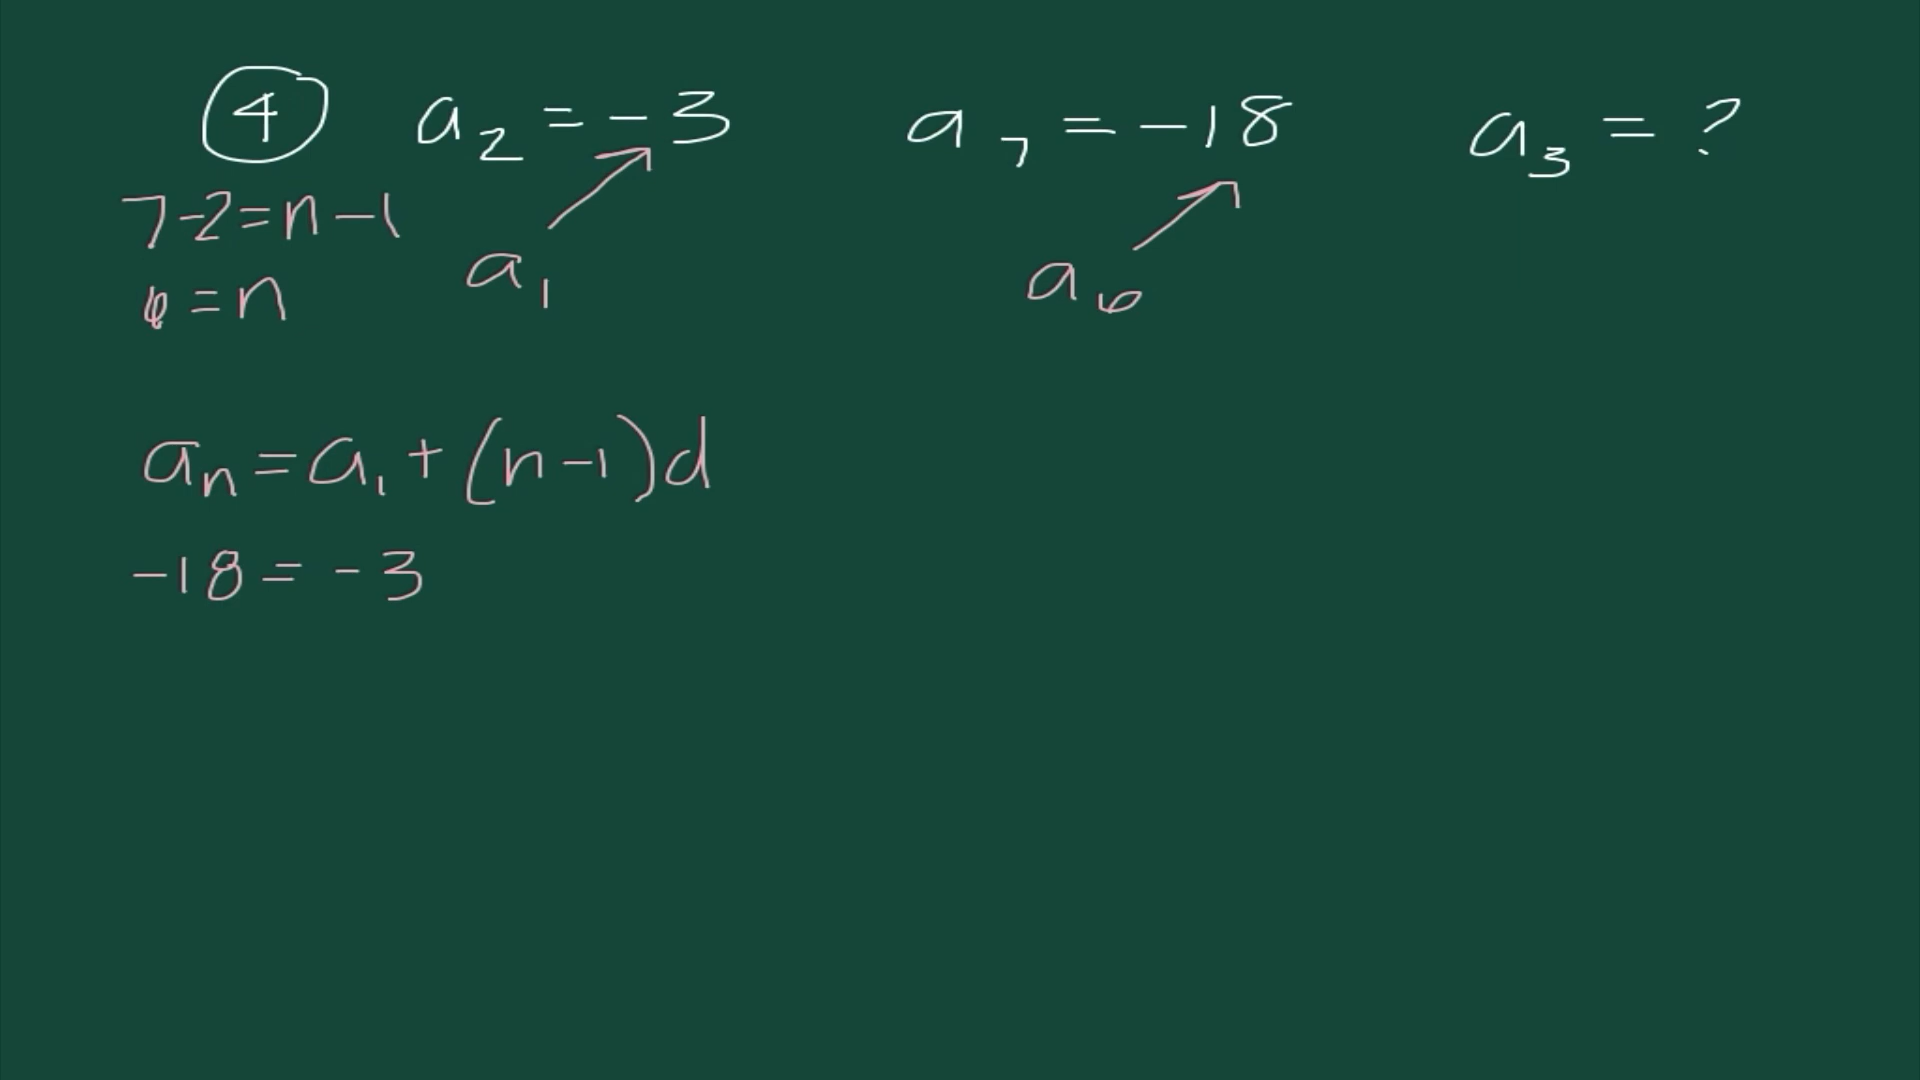 4 a₂ = -3 a₇ = -18 a₃ = ?
7-2=n-1
6=n
a₁
a₆
aₙ=a₁+(n-1)d
-18= -3